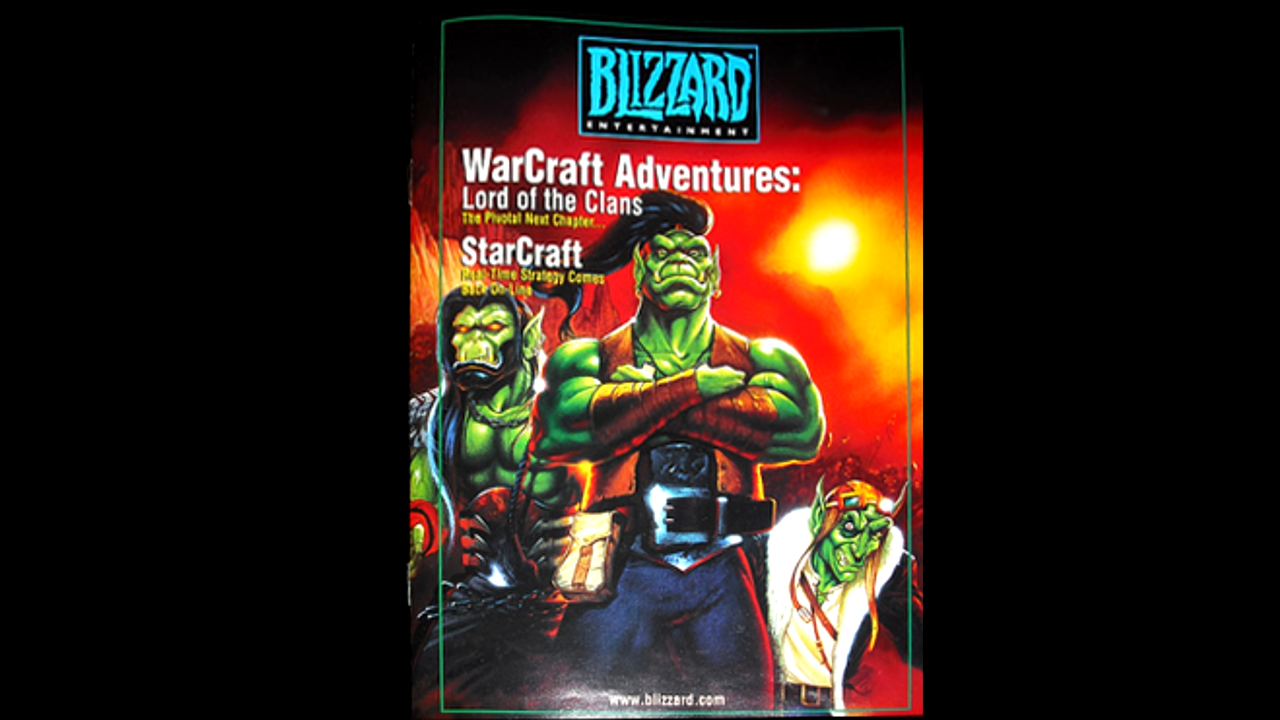 BLIZZARD
ENTERTAINMENT
WarCraft Adventures:
Lord of the Clans
The Pivotal Next Chapter...
StarCraft
Real-Time Strategy Comes
Back On-Line
www.blizzard.com